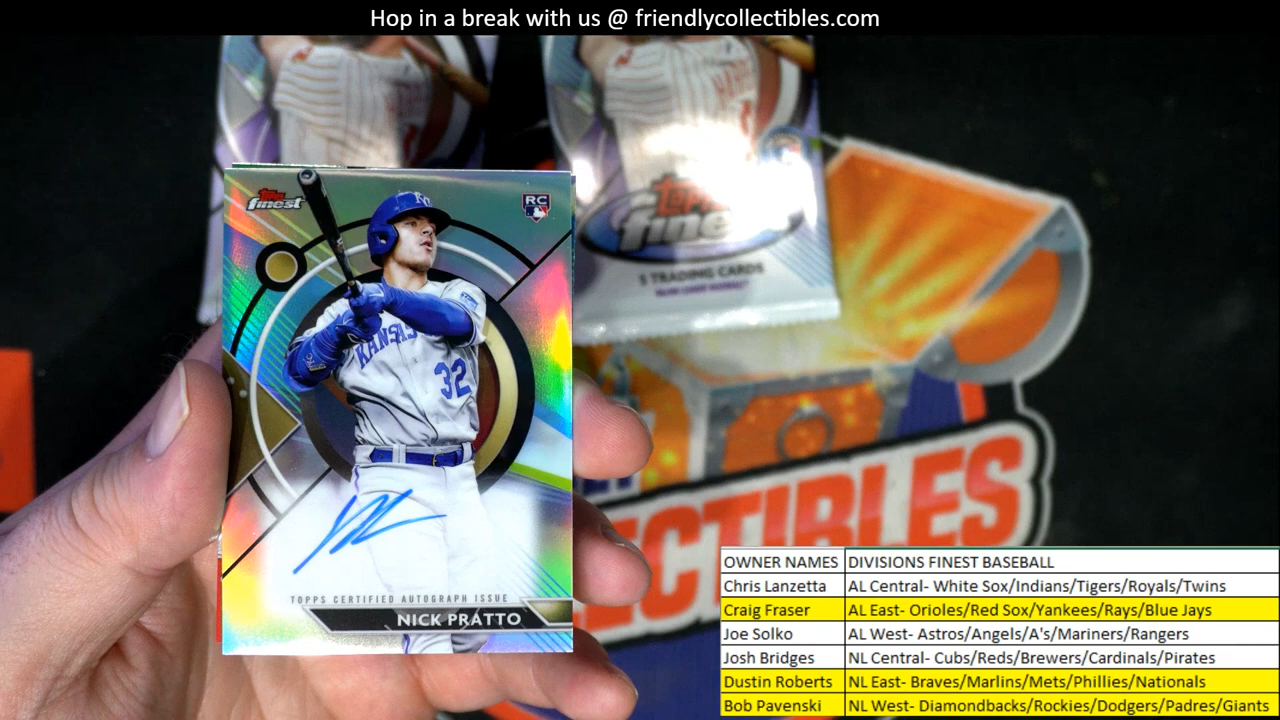 Hop in a break with us @ friendlycollectibles.com
Topps
finest
RC
KANSAS
32
TOPPS CERTIFIED AUTOGRAPH ISSUE
NICK PRATTO
Topps
finest
5 TRADING CARDS
ECTIBLES
OWNER NAMES DIVISIONS FINEST BASEBALL
Chris Lanzetta AL Central- White Sox/Indians/Tigers/Royals/Twins
Craig Fraser AL East- Orioles/Red Sox/Yankees/Rays/Blue Jays
Joe Solko AL West- Astros/Angels/A's/Mariners/Rangers
Josh Bridges NL Central- Cubs/Reds/Brewers/Cardinals/Pirates
Dustin Roberts NL East- Braves/Marlins/Mets/Phillies/Nationals
Bob Pavenski NL West- Diamondbacks/Rockies/Dodgers/Padres/Giants